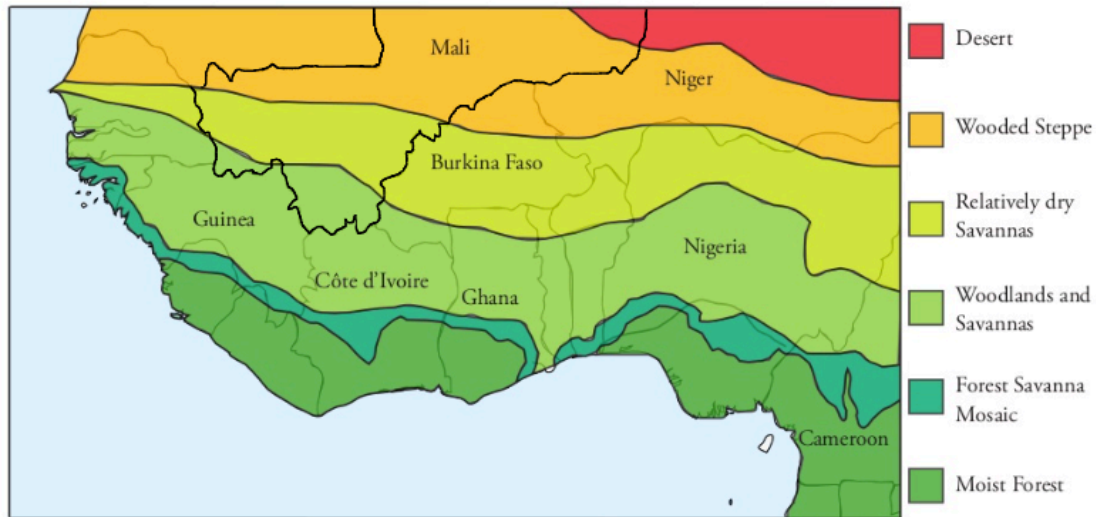 Mali
Niger
Burkina Faso
Guinea
Nigeria
Côte d'Ivoire
Ghana
Cameroon
Desert
Wooded Steppe
Relatively dry
Savannas
Woodlands and
Savannas
Forest Savanna
Mosaic
Moist Forest